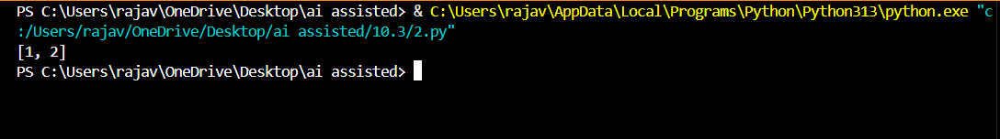 PS C:\Users\rajav\OneDrive\Desktop\ai assisted> & C:\Users\rajav\AppData\Local\Programs\Python\Python313\python.exe "c
:/Users/rajav/OneDrive/Desktop/ai assisted/10.3/2.py"
[1, 2]
PS C:\Users\rajav\OneDrive\Desktop\ai assisted>